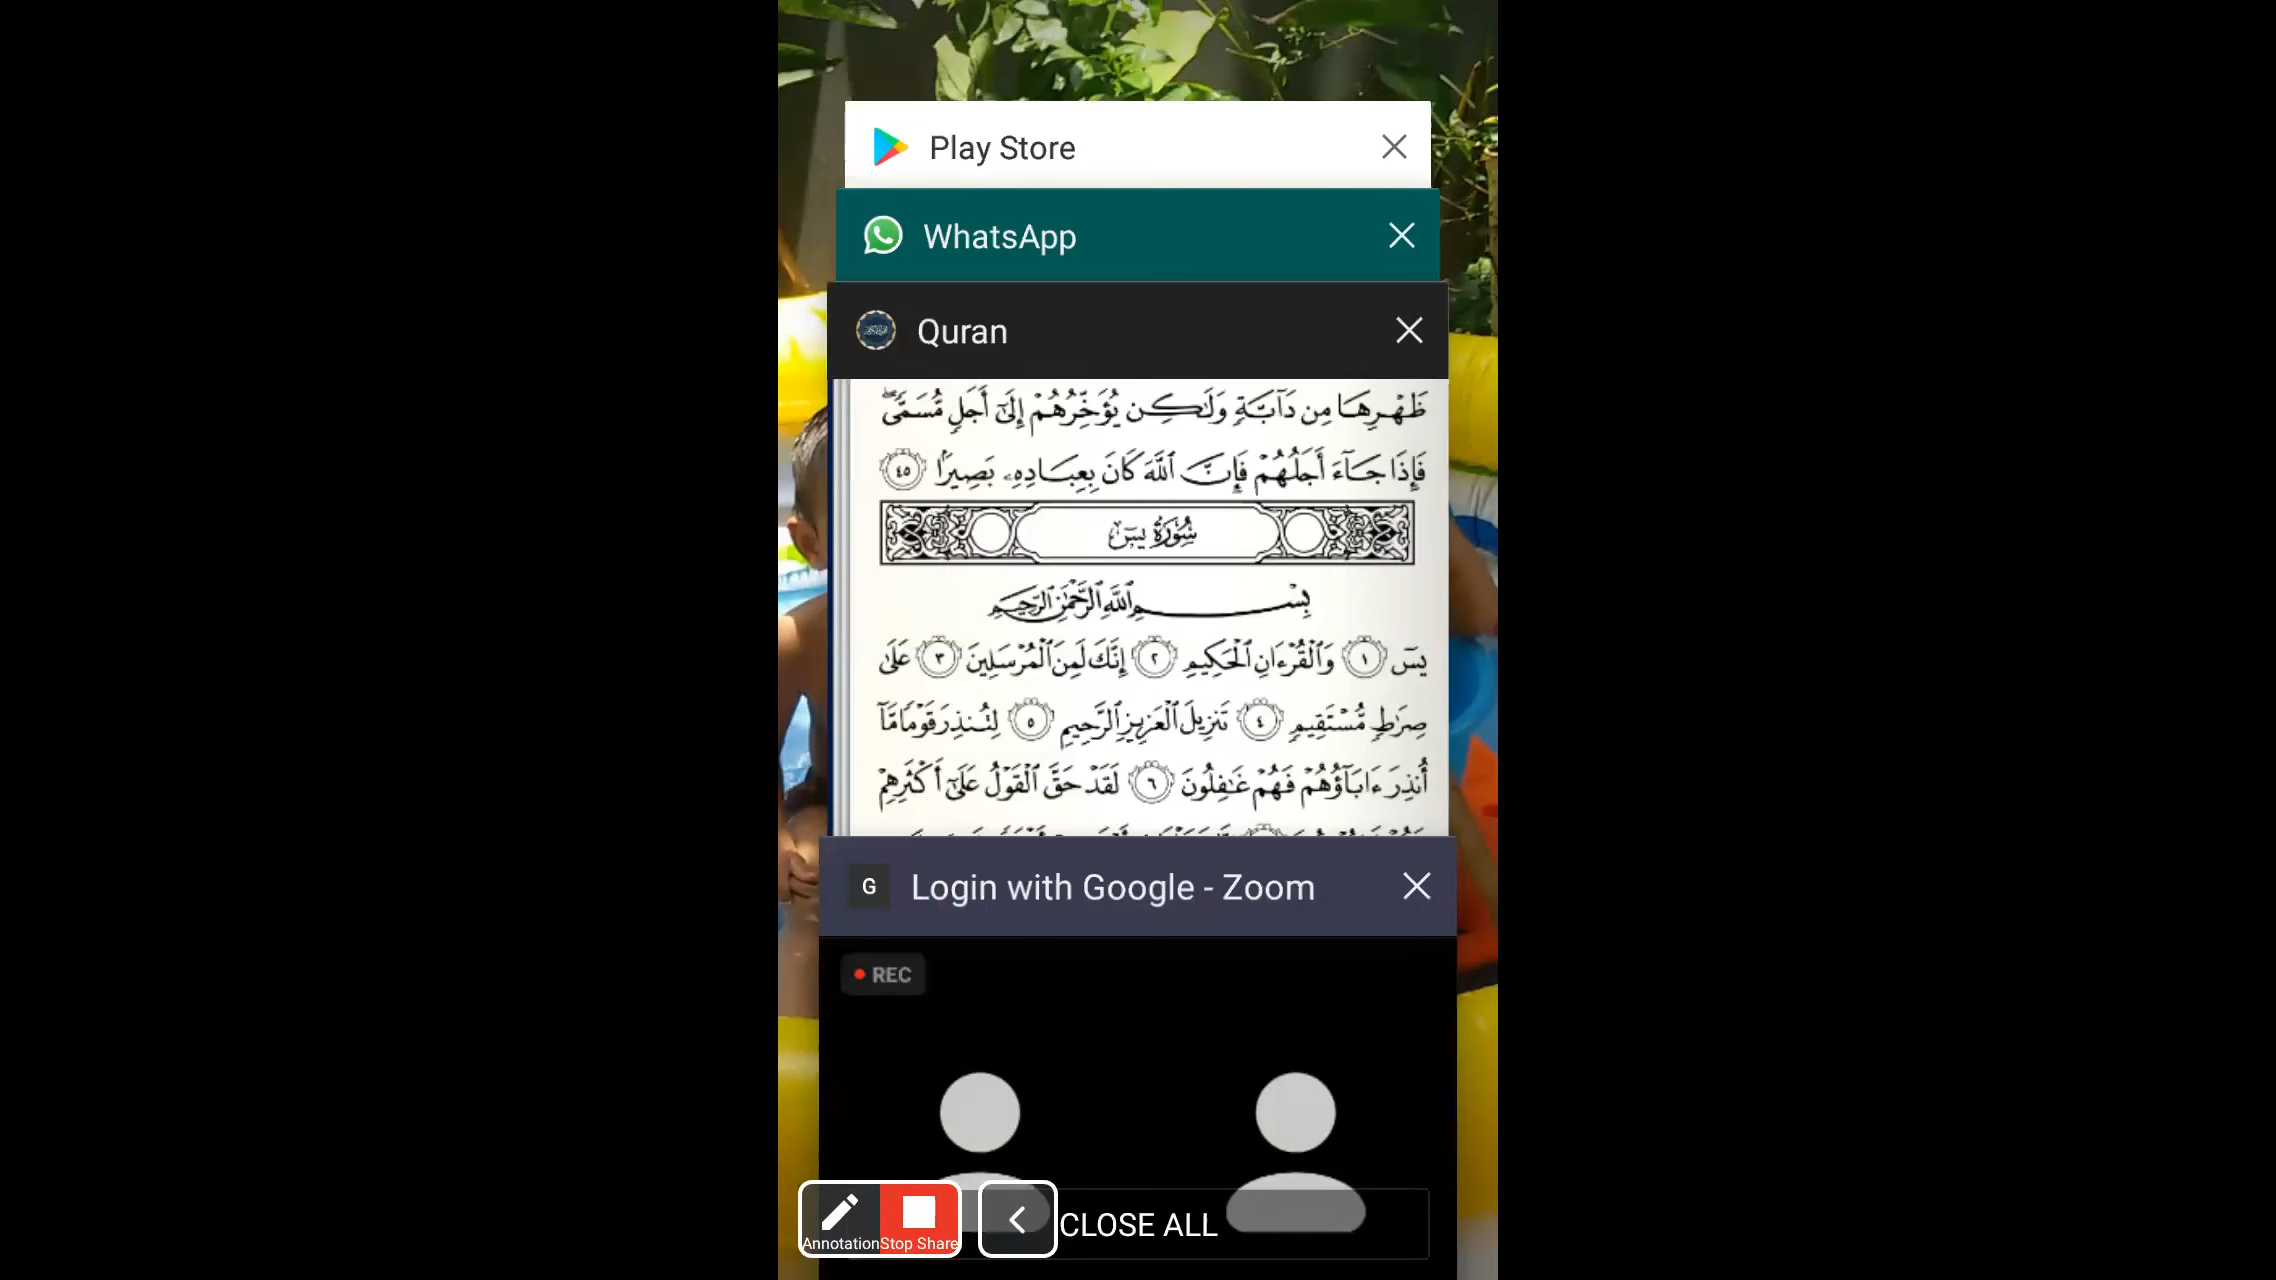 Play Store
WhatsApp
Quran
ظَهْرِهَا مِن دَآبَّةٍ وَلَٰكِن يُؤَخِّرُهُمْ إِلَىٰٓ أَجَلٍ مُّسَمًّى ۖ
فَإِذَا جَآءَ أَجَلُهُمْ فَإِنَّ ٱللَّهَ كَانَ بِعِبَادِهِۦ بَصِيرًۢا ٤٥
سُورَةُ يسٓ
بِسْمِ ٱللَّهِ ٱلرَّحْمَٰنِ ٱلرَّحِيمِ
يسٓ ١ وَٱلْقُرْءَانِ ٱلْحَكِيمِ ٢ إِنَّكَ لَمِنَ ٱلْمُرْسَلِينَ ٣ عَلَىٰ
صِرَٰطٍ مُّسْتَقِيمٍ ٤ تَنزِيلَ ٱلْعَزِيزِ ٱلرَّحِيمِ ٥ لِتُنذِرَ قَوْمًا مَّآ
أُنذِرَ ءَابَآؤُهُمْ فَهُمْ غَٰفِلُونَ ٦ لَقَدْ حَقَّ ٱلْقَوْلُ عَلَىٰٓ أَكْثَرِهِمْ
G Login with Google - Zoom
REC
CLOSE ALL
Annotation Stop Share